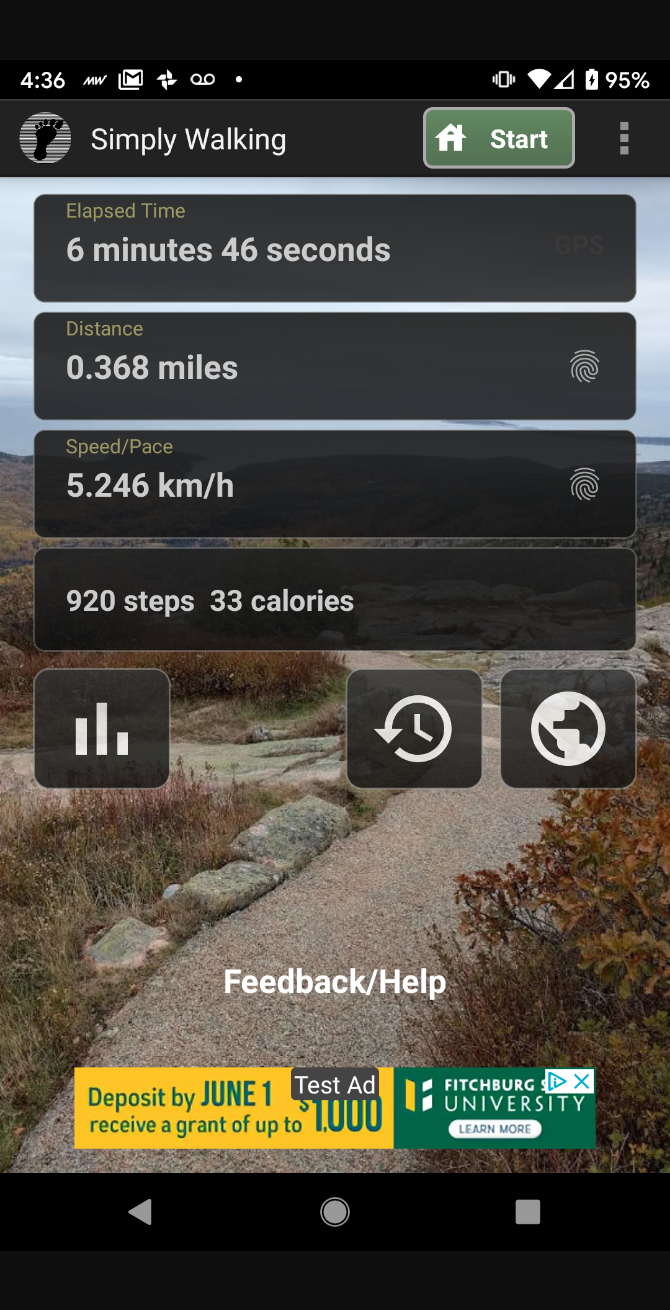 4:36 MW 95%
Simply Walking
Start
Elapsed Time
6 minutes 46 seconds
GPS
Distance
0.368 miles
Speed/Pace
5.246 km/h
920 steps 33 calories
Feedback/Help
Test Ad
Deposit by JUNE 1
receive a grant of up to $1,000
FITCHBURG S
UNIVERSITY
LEARN MORE